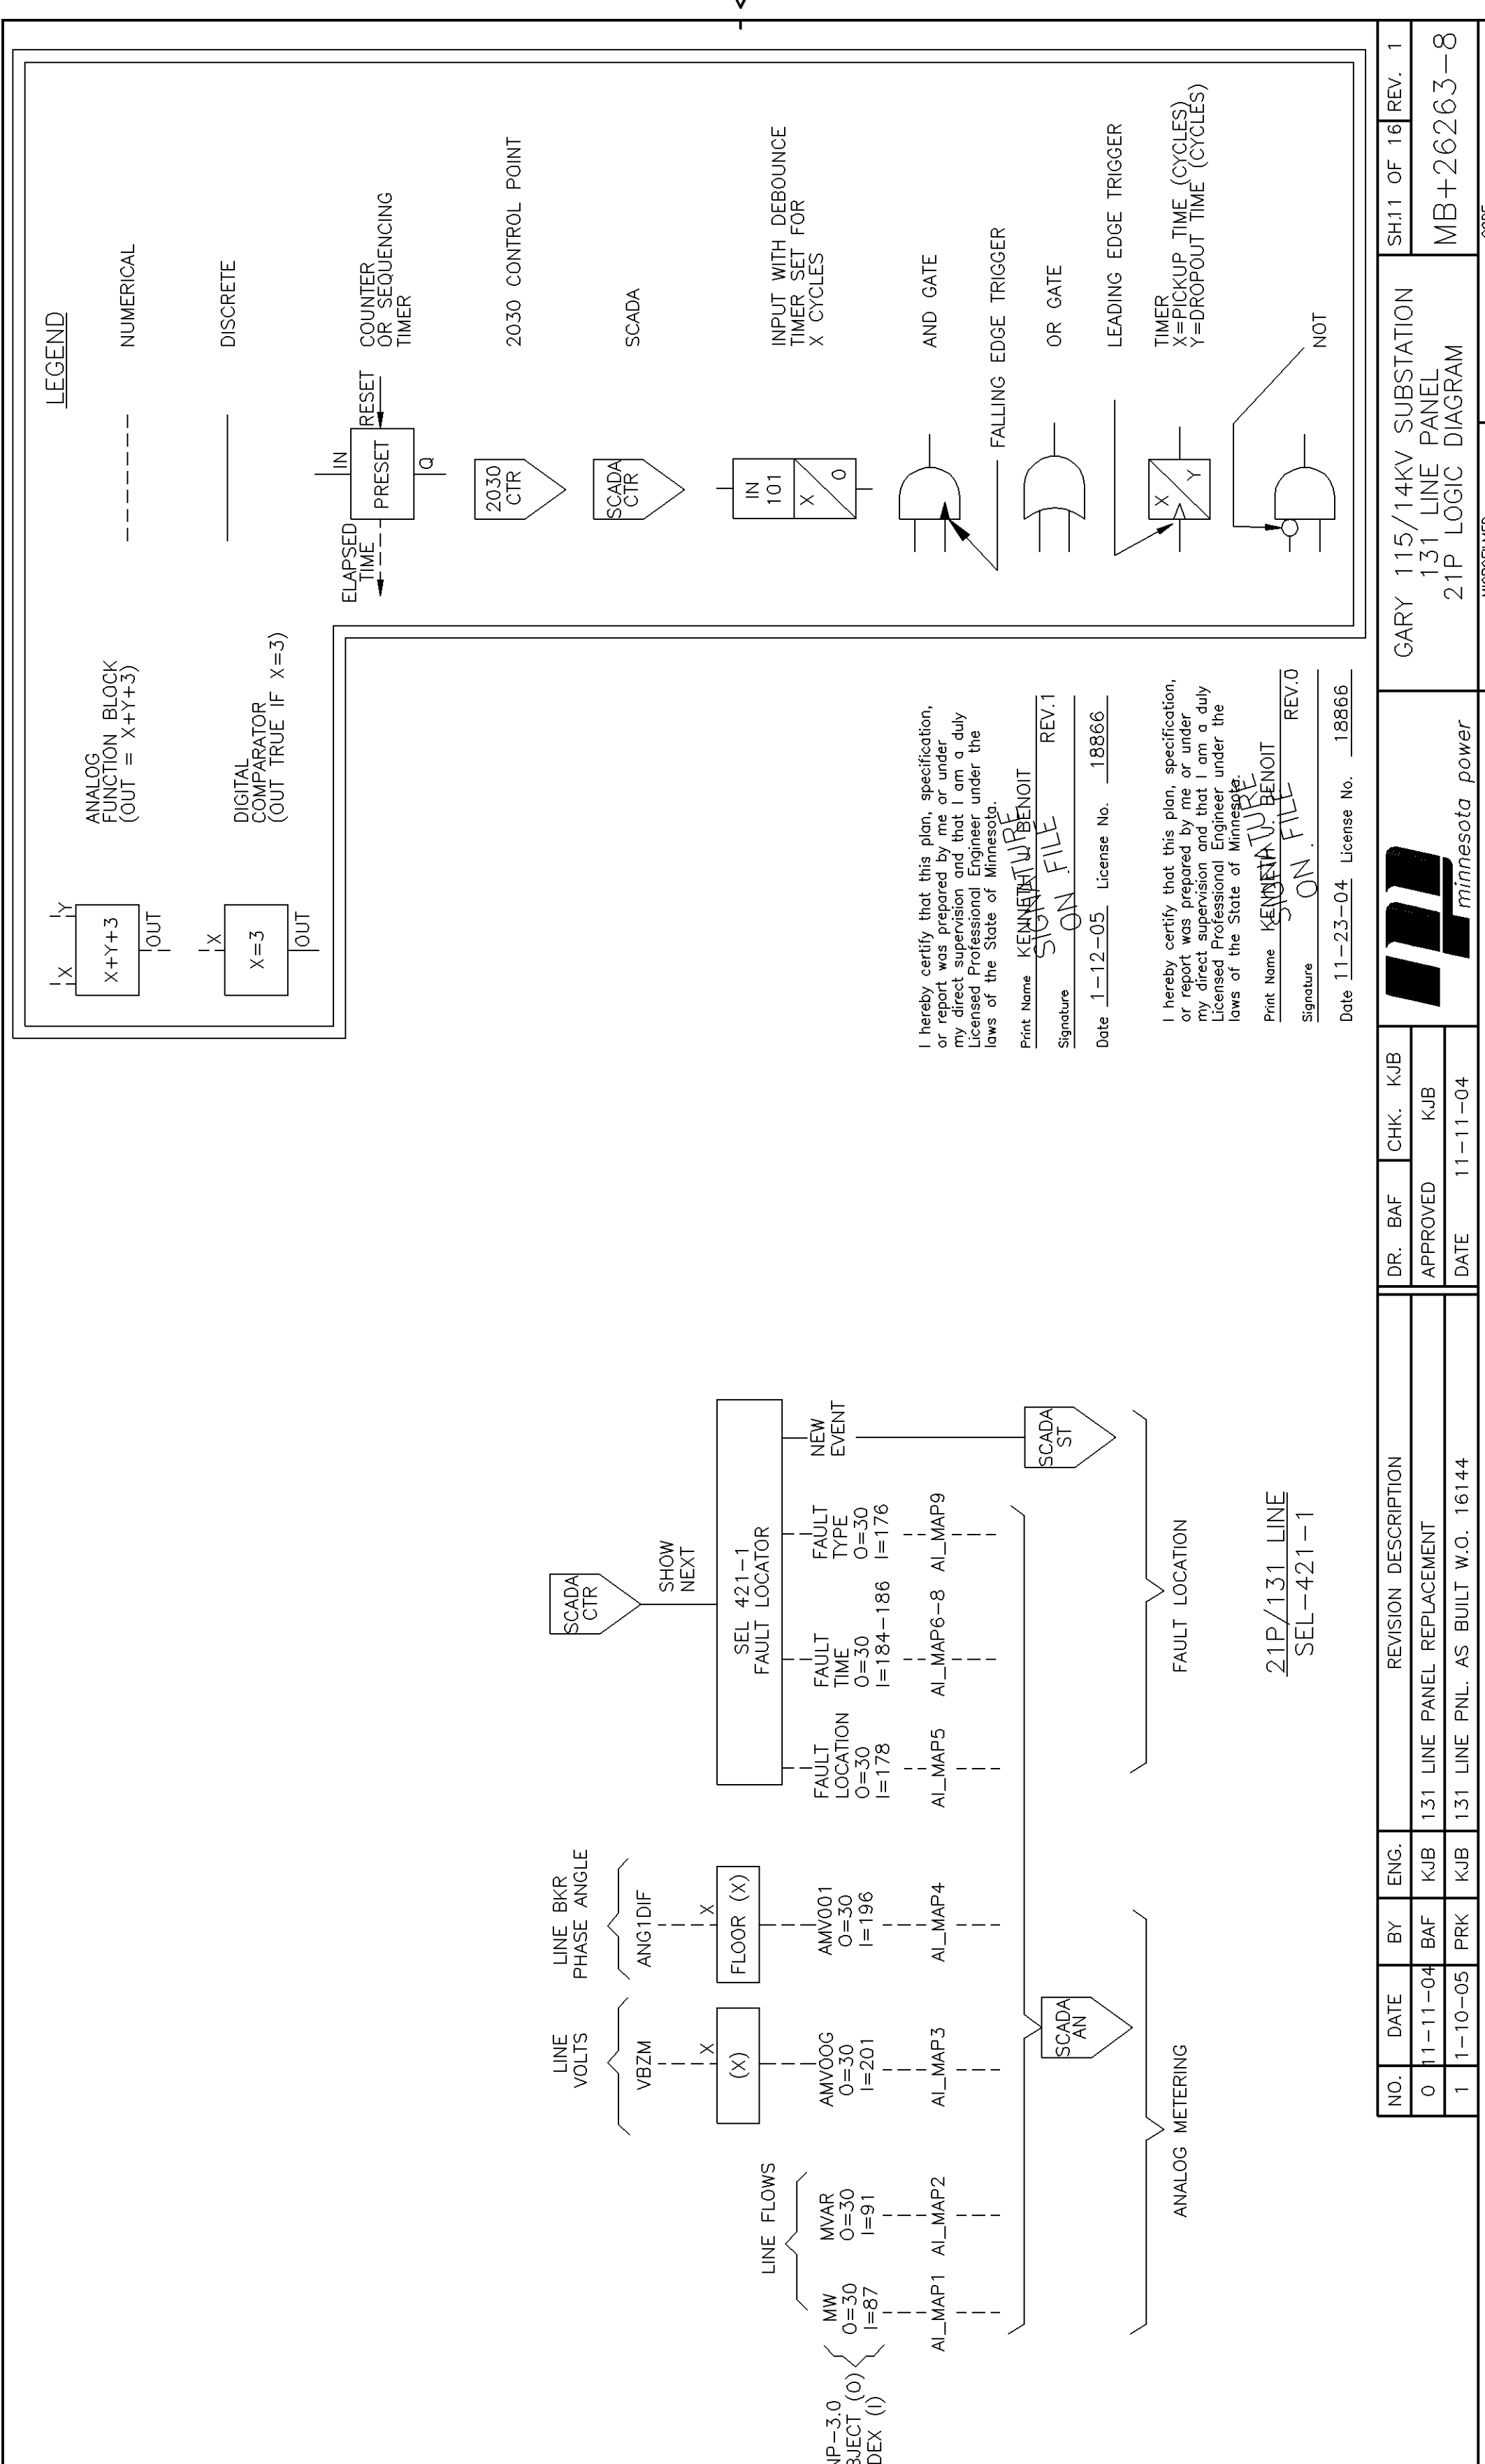 LEGEND
X
Y
X+Y+3
OUT
ANALOG
FUNCTION BLOCK
(OUT = X+Y+3)
NUMERICAL
X
X=3
OUT
DIGITAL
COMPARATOR
(OUT TRUE IF X=3)
DISCRETE
ELAPSED
TIME
IN
PRESET
RESET
Q
COUNTER
OR SEQUENCING
TIMER
2030
CTR
2030 CONTROL POINT
SCADA
CTR
SCADA
IN
101
X
0
INPUT WITH DEBOUNCE
TIMER SET FOR
X CYCLES
AND GATE
FALLING EDGE TRIGGER
OR GATE
LEADING EDGE TRIGGER
X
Y
TIMER
X=PICKUP TIME (CYCLES)
Y=DROPOUT TIME (CYCLES)
NOT
SCADA
CTR
SHOW
NEXT
LINE
VOLTS
LINE BKR
PHASE ANGLE
VBZM
ANG1DIF
X
X
(X)
FLOOR (X)
SEL 421-1
FAULT LOCATOR
LINE FLOWS
JECT (O)
DEX (I)
MW
O=30
I=87
MVAR
O=30
I=91
AMVOOG
O=30
I=201
AMV001
O=30
I=196
FAULT
LOCATION
O=30
I=178
FAULT
TIME
O=30
I=184-186
FAULT
TYPE
O=30
I=176
NEW
EVENT
AI_MAP1
AI_MAP2
AI_MAP3
AI_MAP4
AI_MAP5
AI_MAP6-8
AI_MAP9
SCADA
AN
SCADA
ST
ANALOG METERING
FAULT LOCATION
21P/131 LINE
SEL-421-1
I hereby certify that this plan, specification,
or report was prepared by me or under
my direct supervision and that I am a duly
Licensed Professional Engineer under the
laws of the State of Minnesota.
Print Name KENNETH J. BENOIT
SIGNATURE
ON FILE
Signature REV.1
Date 1-12-05 License No. 18866
I hereby certify that this plan, specification,
or report was prepared by me or under
my direct supervision and that I am a duly
Licensed Professional Engineer under the
laws of the State of Minnesota.
Print Name KENNETH J. BENOIT
SIGNATURE
ON FILE
Signature REV.0
Date 11-23-04 License No. 18866
NO. DATE BY ENG. REVISION DESCRIPTION
0 11-11-04 BAF KJB 131 LINE PANEL REPLACEMENT
1 1-10-05 PRK KJB 131 LINE PNL. AS BUILT W.O. 16144
DR. BAF CHK. KJB
APPROVED KJB
DATE 11-11-04
minnesota power
GARY 115/14KV SUBSTATION
131 LINE PANEL
21P LOGIC DIAGRAM
SH.11 OF 16 REV. 1
MB+26263-8